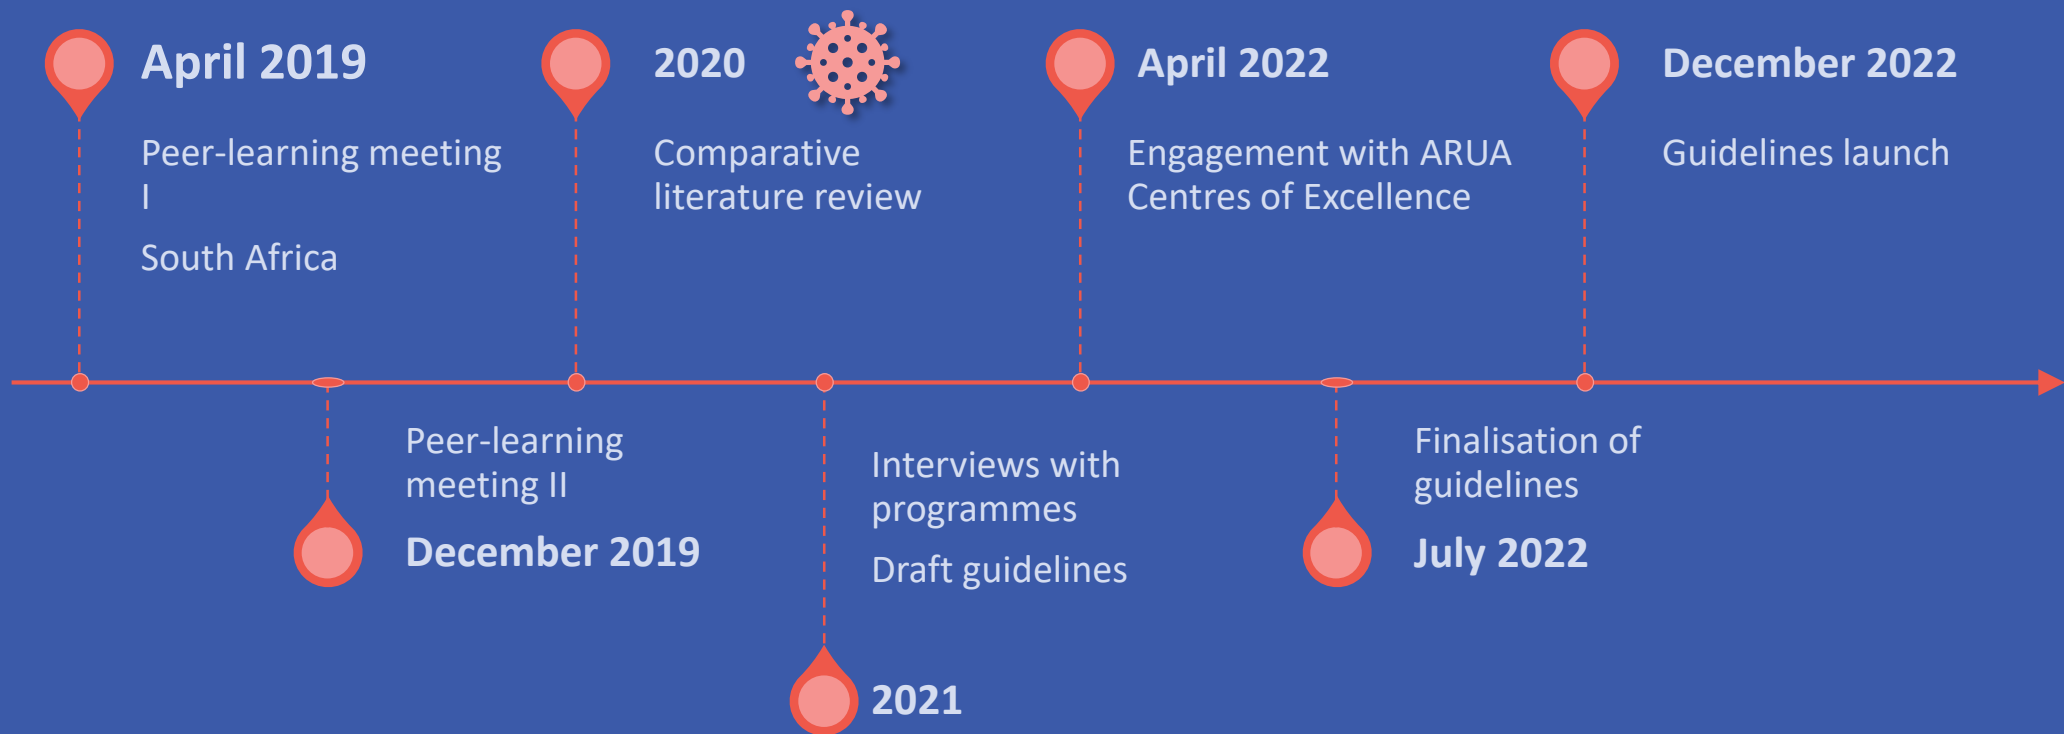 April 2019
Peer-learning meeting
I
South Africa
Peer-learning
meeting II
December 2019
2020
Comparative
literature review
Interviews with
programmes
Draft guidelines
2021
April 2022
Engagement with ARUA
Centres of Excellence
Finalisation of
guidelines
July 2022
December 2022
Guidelines launch